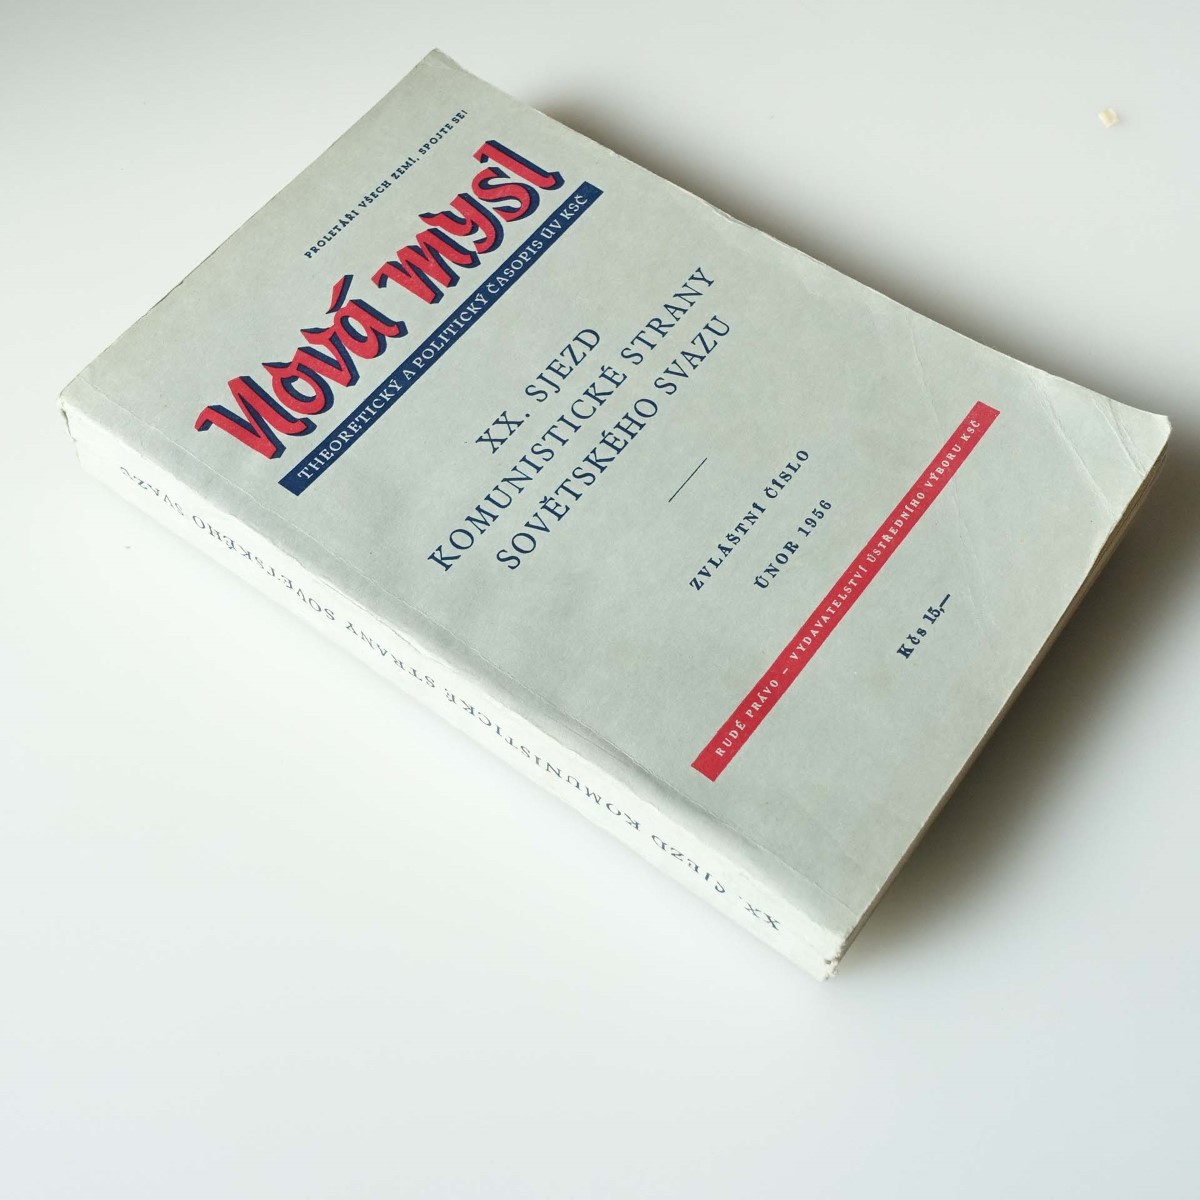 PROLETÁŘI VŠECH ZEMÍ, SPOJTE SE!
Nová mysl
THEORETICKÝ A POLITICKÝ ČASOPIS ÚV KSČ
XX. SJEZD
KOMUNISTICKÉ STRANY
SOVĚTSKÉHO SVAZU
ZVLÁŠTNÍ ČÍSLO
ÚNOR 1956
RUDÉ PRÁVO – VYDAVATELSTVÍ ÚSTŘEDNÍHO VÝBORU KSČ
Kčs 15,—
XX. SJEZD KOMUNISTICKÉ STRANY SOVĚTSKÉHO SVAZU